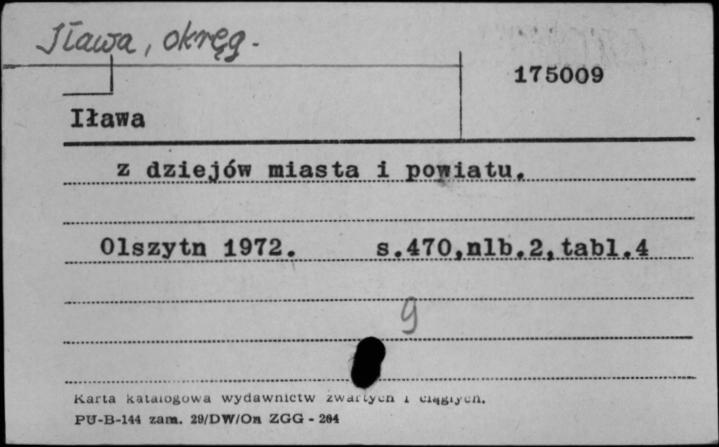 Iława, okręg.
175009
Iława
z dziejów miasta i powiatu.
Olszytn 1972. s.470,nlb.2,tabl.4
9
Karta katalogowa wydawnictw zwartych i ciągłych.
PU-B-144 zam. 29/DW/On ZGG - 204